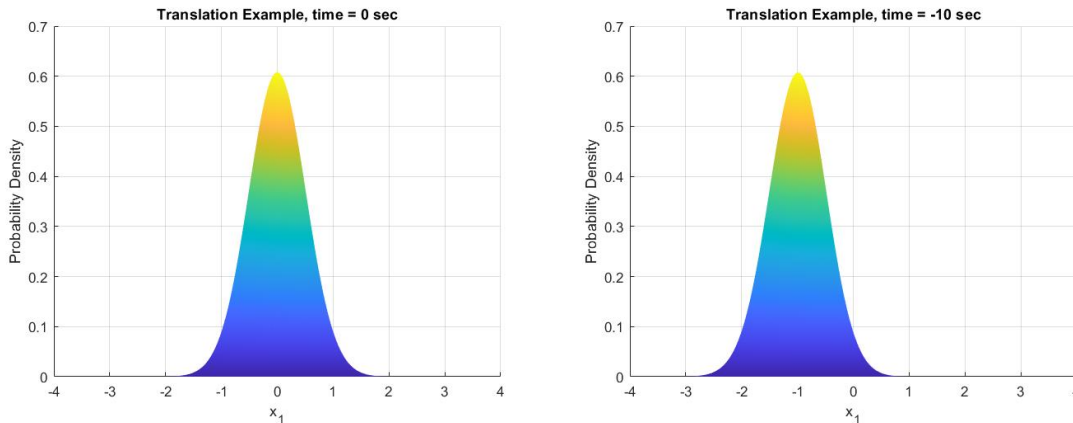 Translation Example, time = 0 sec
0.7
0.6
0.5
0.4
0.3
0.2
0.1
0
Probability Density
-4 -3 -2 -1 0 1 2 3 4
x_1
Translation Example, time = -10 sec
0.7
0.6
0.5
0.4
0.3
0.2
0.1
0
Probability Density
-4 -3 -2 -1 0 1 2 3 4
x_1